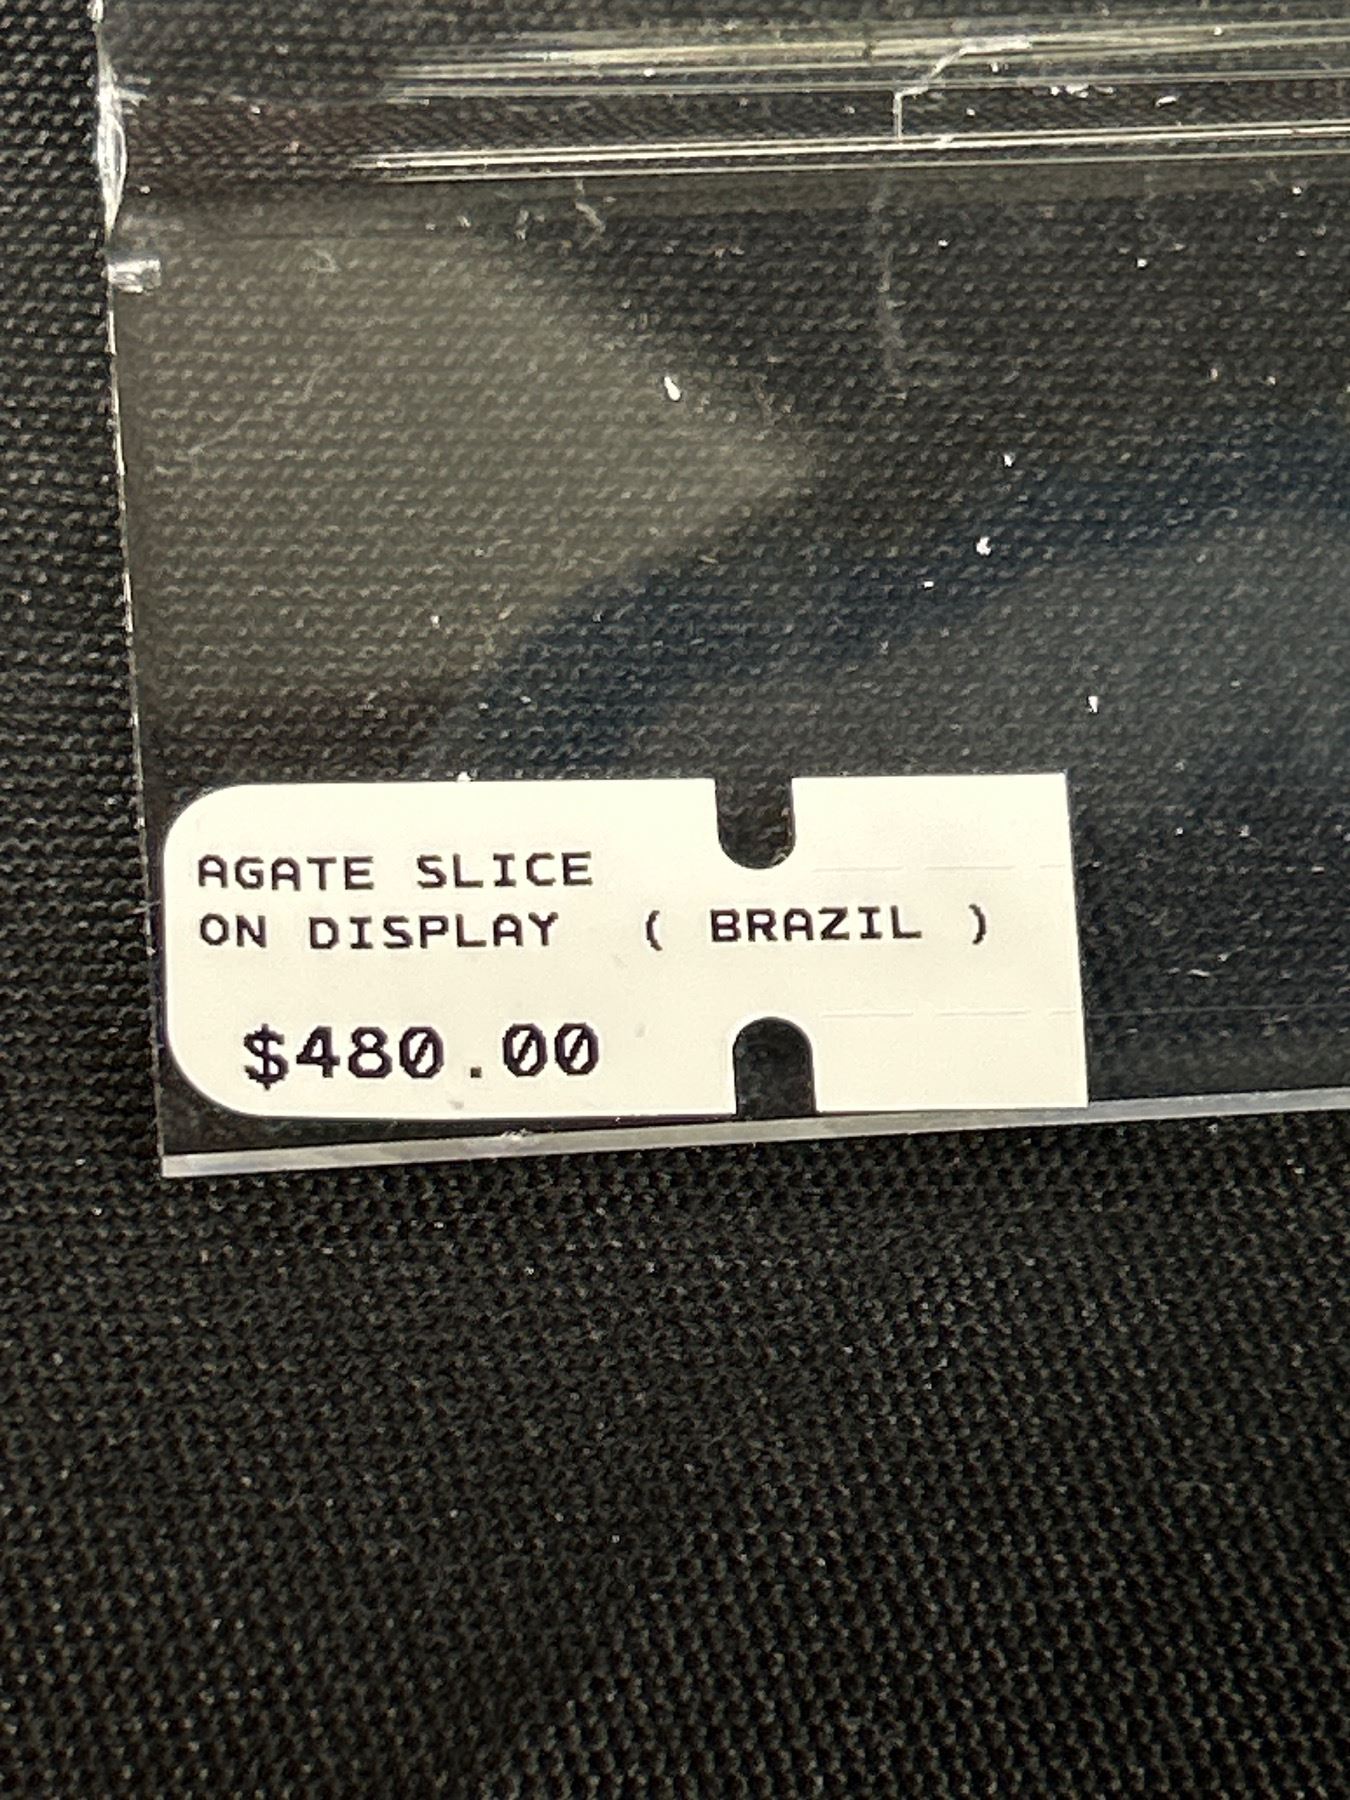 AGATE SLICE
ON DISPLAY ( BRAZIL )
$480.00